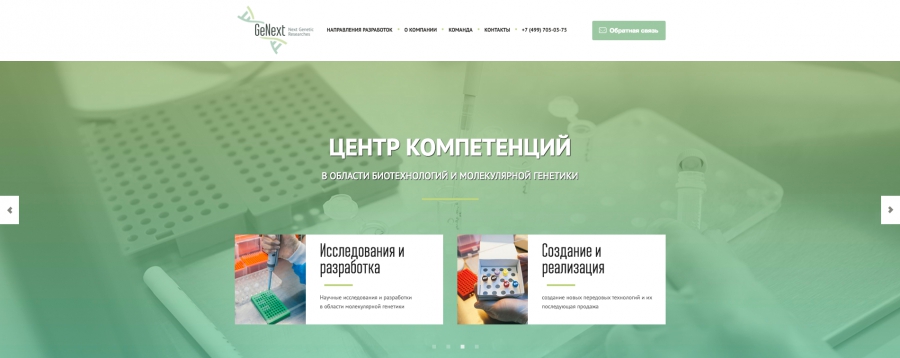 GeNext
Next Genetic
Researches
НАПРАВЛЕНИЯ РАЗРАБОТОК
О КОМПАНИИ
КОМАНДА
КОНТАКТЫ
+7 (499) 705-03-75
Обратная связь
ЦЕНТР КОМПЕТЕНЦИЙ
В ОБЛАСТИ БИОТЕХНОЛОГИЙ И МОЛЕКУЛЯРНОЙ ГЕНЕТИКИ
Исследования и
разработка
Научные исследования и разработки
в области молекулярной генетики
Создание и
реализация
создание новых передовых технологий и их
последующая продажа